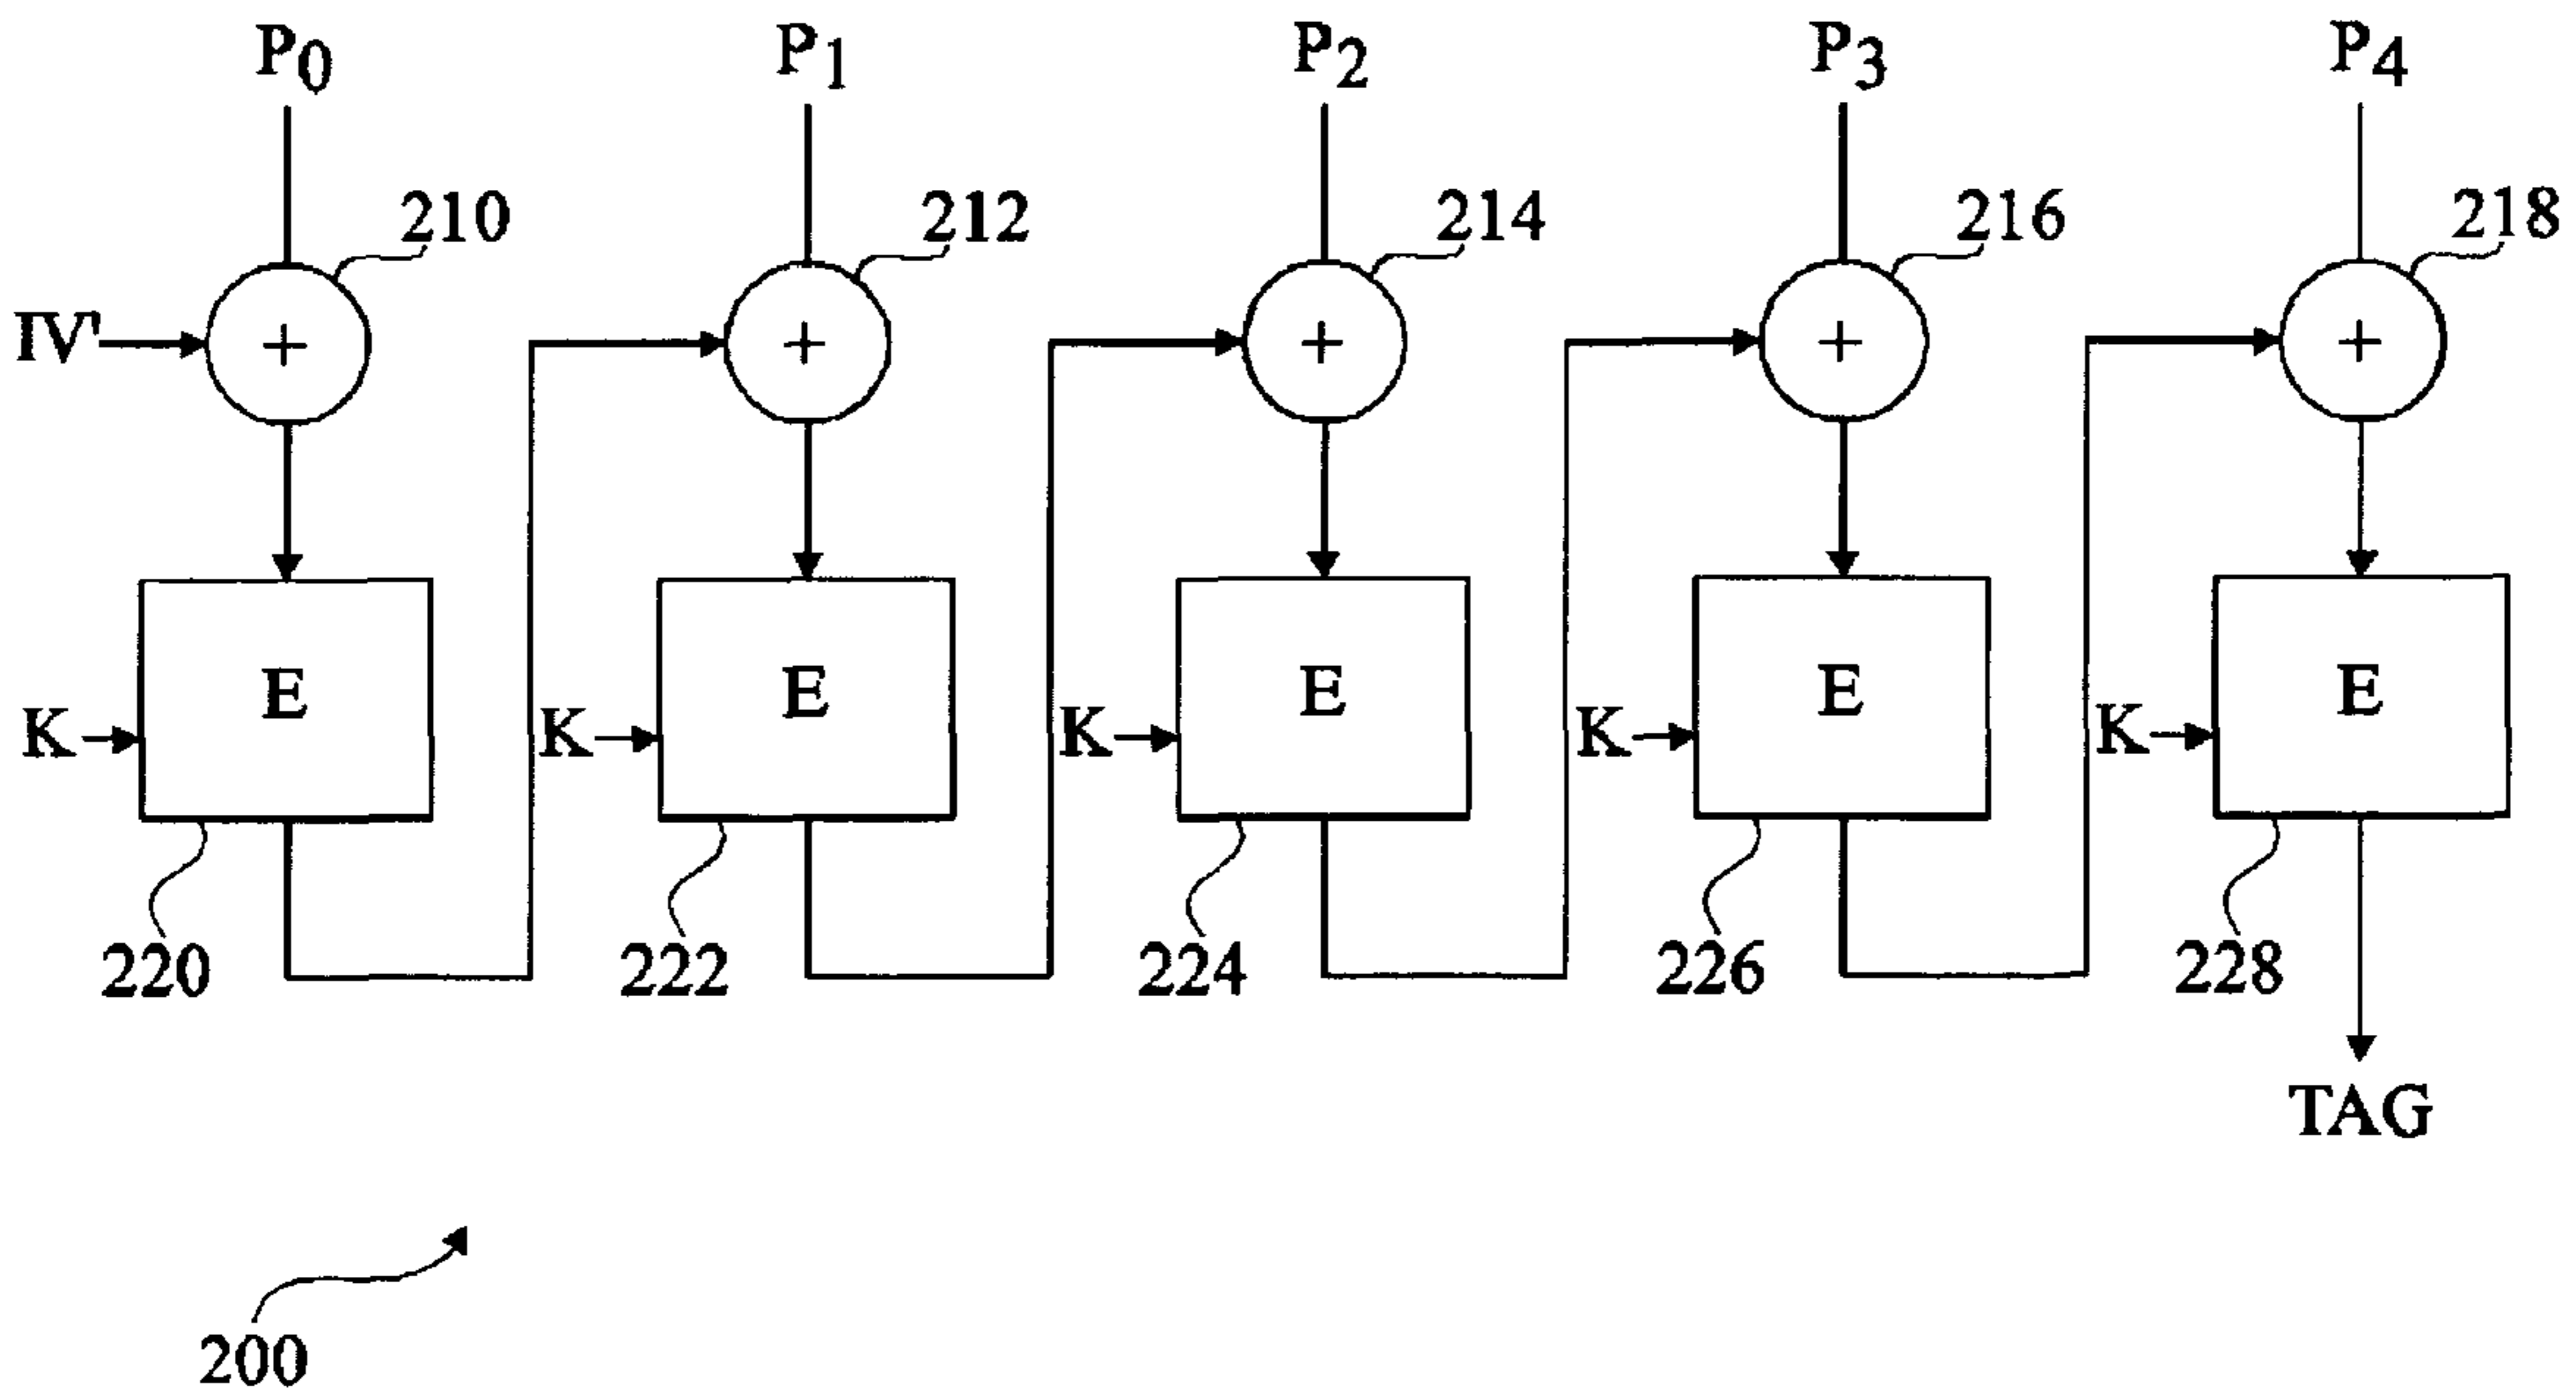 P0 P1 P2 P3 P4
210 212 214 216 218
IV' + + + + +
E E E E E
K K K K K
220 222 224 226 228
TAG
200